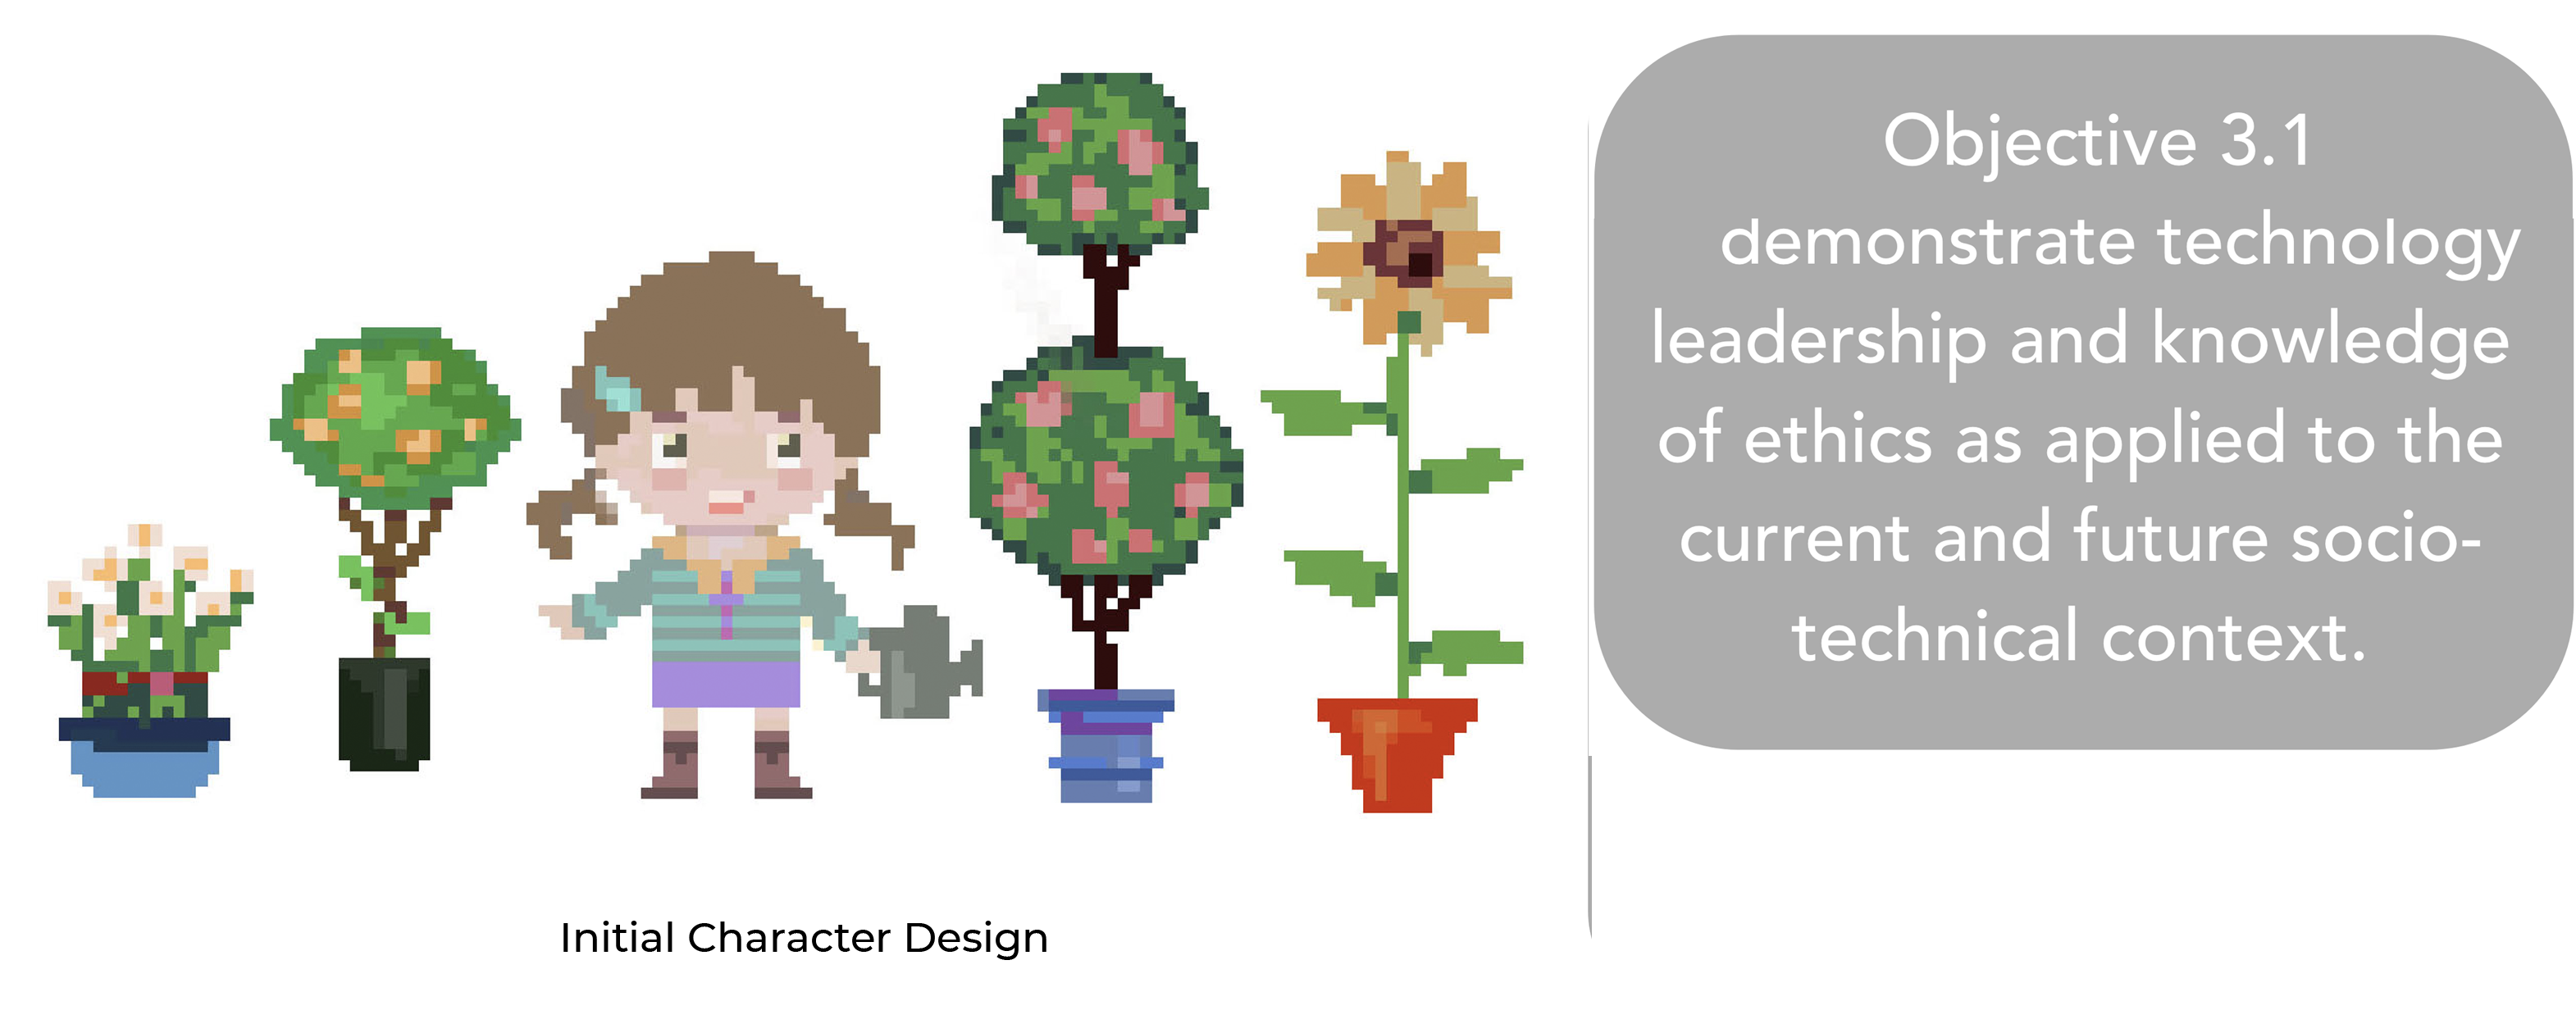 Objective 3.1
demonstrate technology
leadership and knowledge
of ethics as applied to the
current and future socio-
technical context.
Initial Character Design